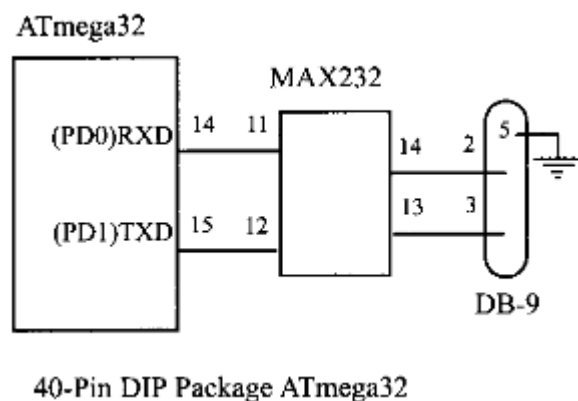 ATmega32
MAX232
(PD0)RXD 14 11
14 2 5
(PD1)TXD 15 12
13 3
DB-9
40-Pin DIP Package ATmega32